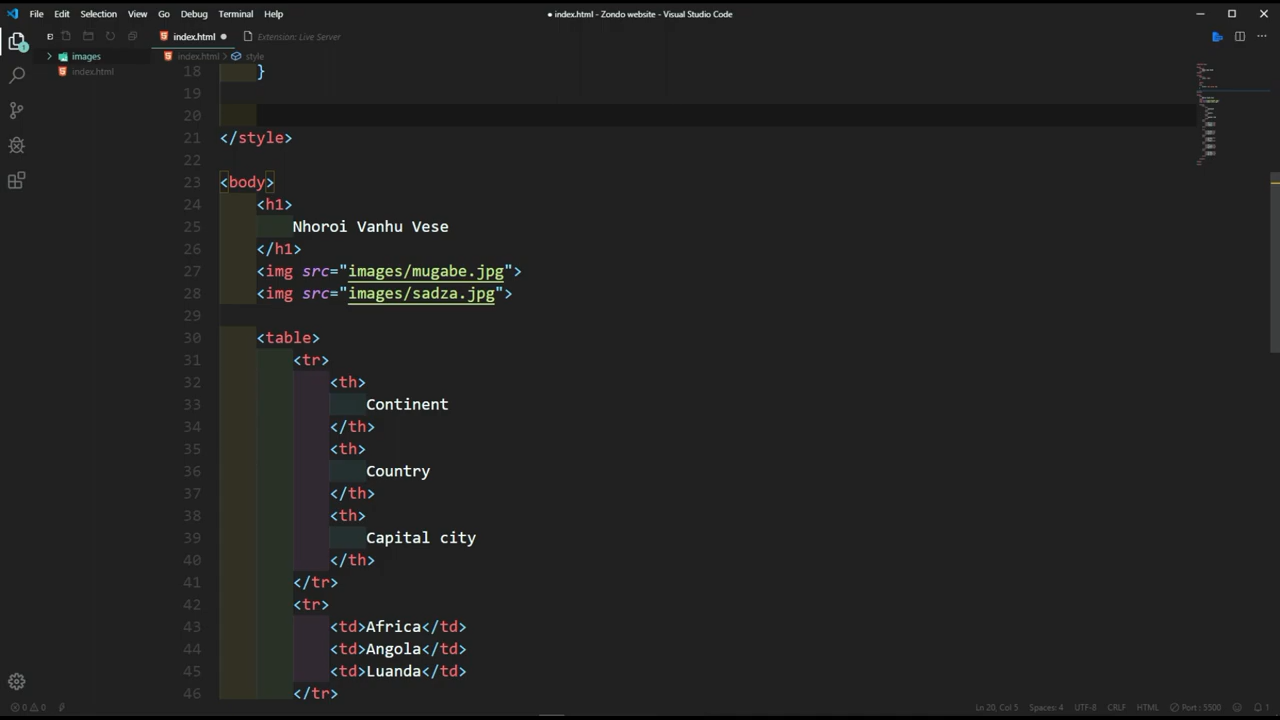 File Edit Selection View Go Debug Terminal Help
● index.html - Zondo website - Visual Studio Code
E
index.html ●
Extension: Live Server
images
index.html
index.html > style
18 }
19
20
21 </style>
22
23 <body>
24 <h1>
25 Nhoroi Vanhu Vese
26 </h1>
27 <img src="images/mugabe.jpg">
28 <img src="images/sadza.jpg">
29
30 <table>
31 <tr>
32 <th>
33 Continent
34 </th>
35 <th>
36 Country
37 </th>
38 <th>
39 Capital city
40 </th>
41 </tr>
42 <tr>
43 <td>Africa</td>
44 <td>Angola</td>
45 <td>Luanda</td>
46 </tr>
1
0 0
Ln 20, Col 5 Spaces: 4 UTF-8 CRLF HTML Port : 5500 1